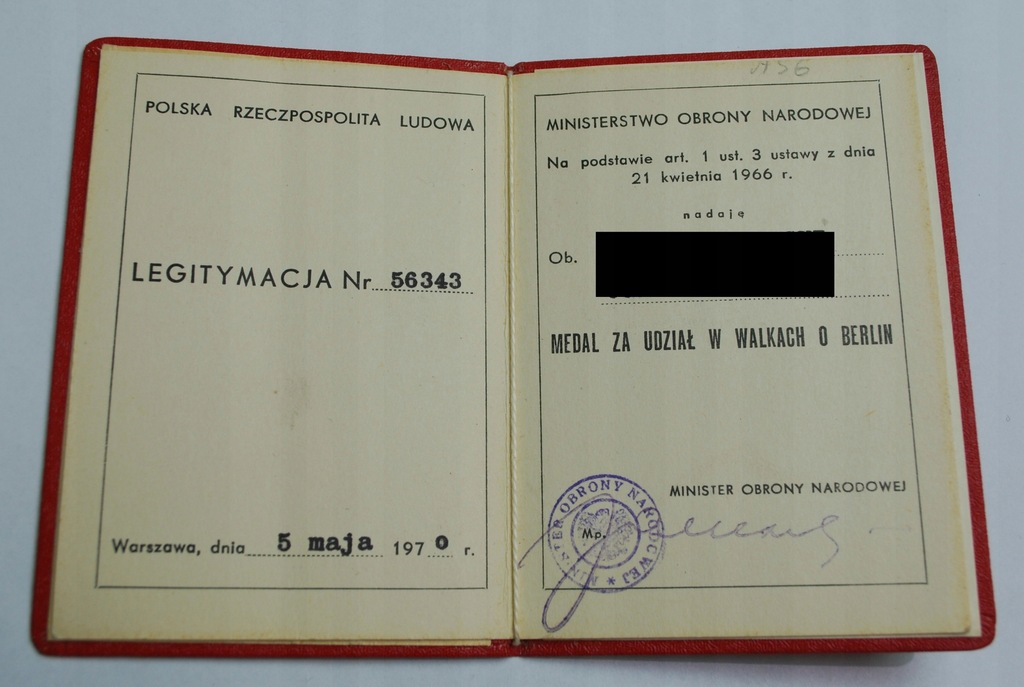 POLSKA RZECZPOSPOLITA LUDOWA
LEGITYMACJA Nr 56343
Warszawa, dnia 5 maja 1970 r.
MINISTERSTWO OBRONY NARODOWEJ
Na podstawie art. 1 ust. 3 ustawy z dnia
21 kwietnia 1966 r.
nadaję
Ob.
MEDAL ZA UDZIAŁ W WALKACH O BERLIN
MINISTER OBRONY NARODOWEJ
MINISTER OBRONY NARODOWEJ
Mp.